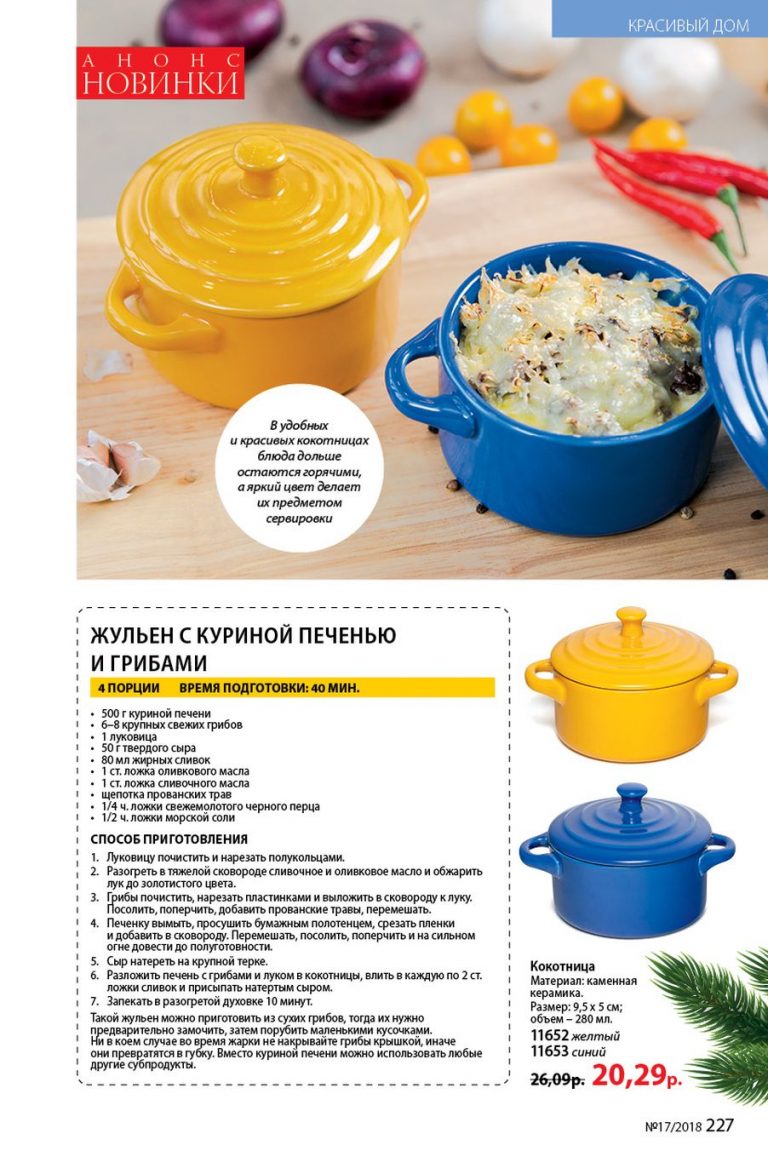 КРАСИВЫЙ ДОМ
АНОНС
НОВИНКИ
В удобных
и красивых кокотницах
блюда дольше
остаются горячими,
а яркий цвет делает
их предметом
сервировки
ЖУЛЬЕН С КУРИНОЙ ПЕЧЕНЬЮ
И ГРИБАМИ
4 ПОРЦИИ ВРЕМЯ ПОДГОТОВКИ: 40 МИН.
• 500 г куриной печени
• 6–8 крупных свежих грибов
• 1 луковица
• 50 г твердого сыра
• 80 мл жирных сливок
• 1 ст. ложка оливкового масла
• 1 ст. ложка сливочного масла
• щепотка прованских трав
• 1/4 ч. ложки свежемолотого черного перца
• 1/2 ч. ложки морской соли
СПОСОБ ПРИГОТОВЛЕНИЯ
1. Луковицу почистить и нарезать полукольцами.
2. Разогреть в тяжелой сковороде сливочное и оливковое масло и обжарить
лук до золотистого цвета.
3. Грибы почистить, нарезать пластинками и выложить в сковороду к луку.
Посолить, поперчить, добавить прованские травы, перемешать.
4. Печенку вымыть, просушить бумажным полотенцем, срезать пленки
и добавить в сковороду. Перемешать, посолить, поперчить и на сильном
огне довести до полуготовности.
5. Сыр натереть на крупной терке.
6. Разложить печень с грибами и луком в кокотницы, влить в каждую по 2 ст.
ложки сливок и присыпать натертым сыром.
7. Запекать в разогретой духовке 10 минут.
Такой жульен можно приготовить из сухих грибов, тогда их нужно
предварительно замочить, затем порубить маленькими кусочками.
Ни в коем случае во время жарки не накрывайте грибы крышкой, иначе
они превратятся в губку. Вместо куриной печени можно использовать любые
другие субпродукты.
Кокотница
Материал: каменная
керамика.
Размер: 9,5 х 5 см;
объем – 280 мл.
11652 желтый
11653 синий
26,09р. 20,29р.
№17/2018 227